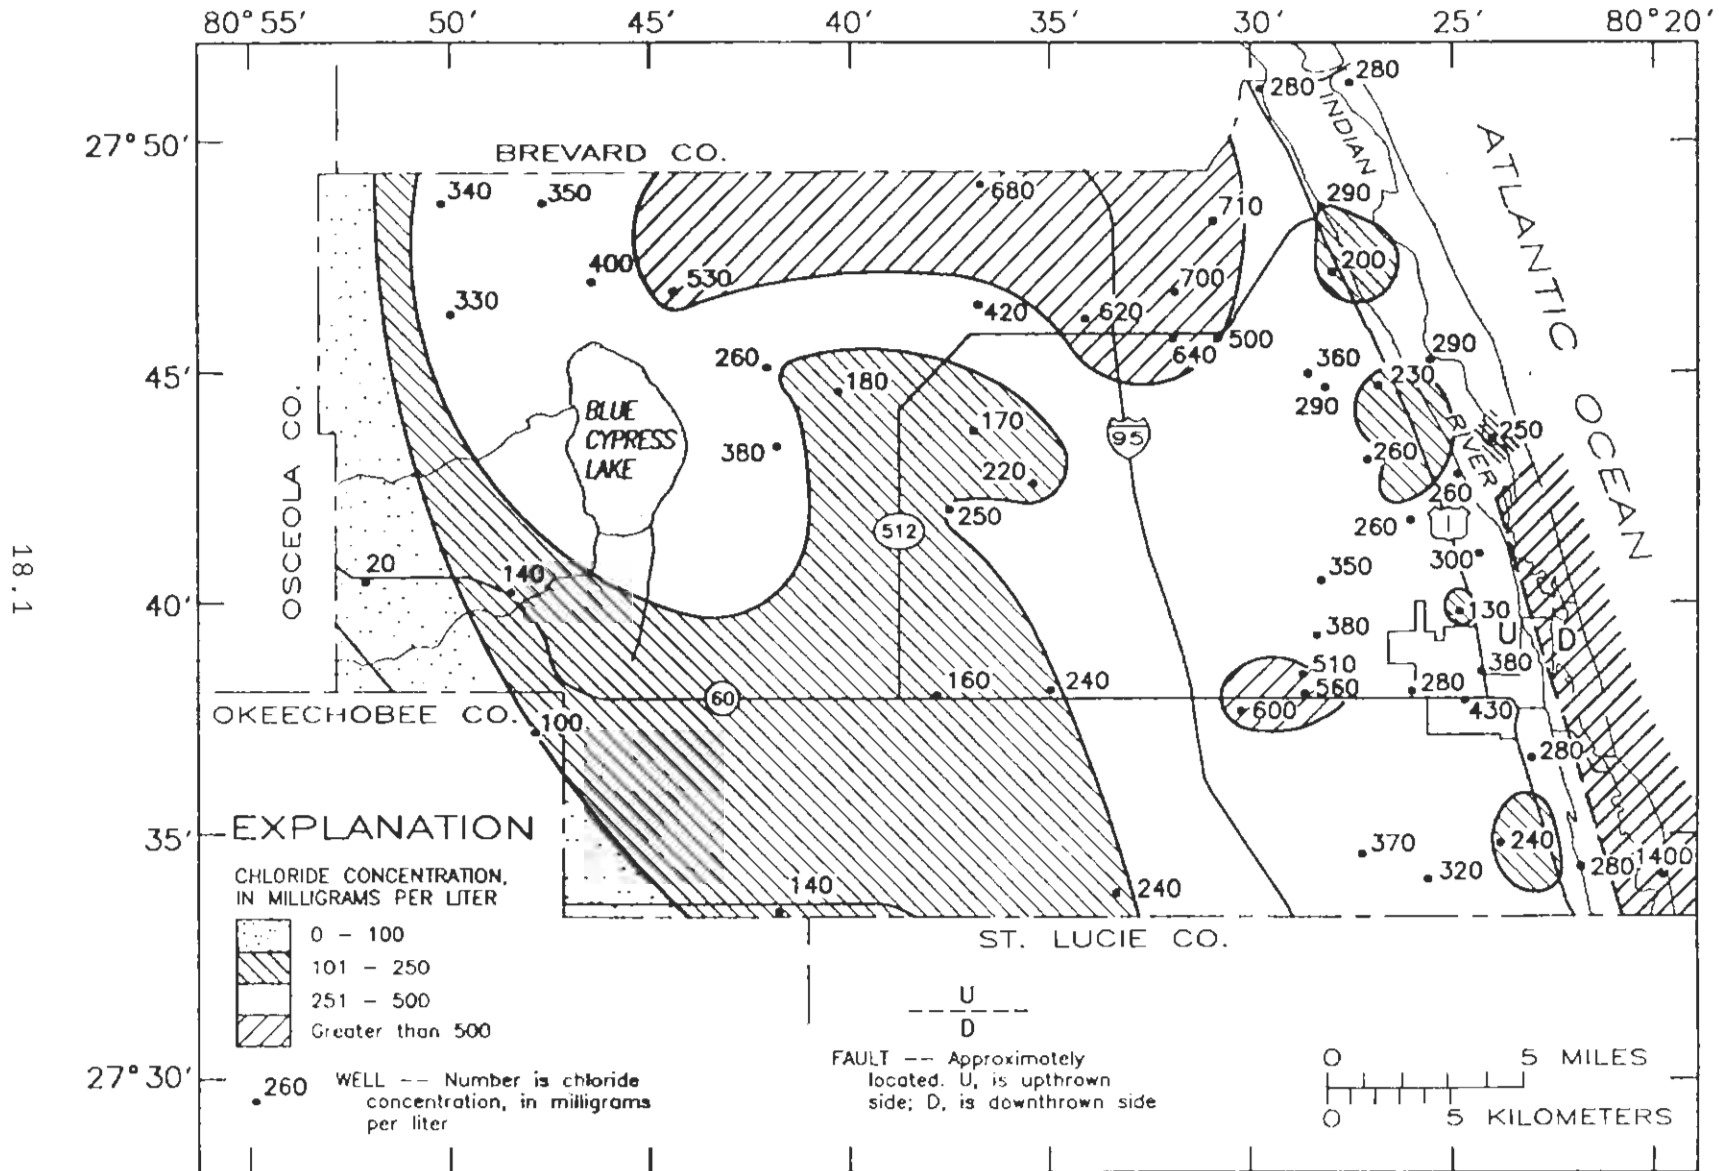 80°55′ 50′ 45′ 40′ 35′ 30′ 25′ 80°20′
280
280
INDIAN
ATLANTIC
27°50′
BREVARD CO.
340
350
680
290
710
400
530
200
700
330
420
620
640
500
290
OCEAN
45′
260
180
360
230
290
BLUE
CYPRESS
LAKE
OSCEOLA CO.
380
170
95
RIVER
250
220
260
260
250
512
260
1
300
350
18.1
20
140
40′
130
380
U
D
510
380
160
240
560
280
60
600
430
OKEECHOBEE CO.
100
280
35′
EXPLANATION
370
240
320
280
1400
CHLORIDE CONCENTRATION,
IN MILLIGRAMS PER LITER
140
240
0 – 100
ST. LUCIE CO.
101 – 250
251 – 500
Greater than 500
U
D
FAULT -- Approximately
located. U, is upthrown
side; D, is downthrown side
0 5 MILES
0 5 KILOMETERS
27°30′
260
WELL -- Number is chloride
concentration, in milligrams
per liter